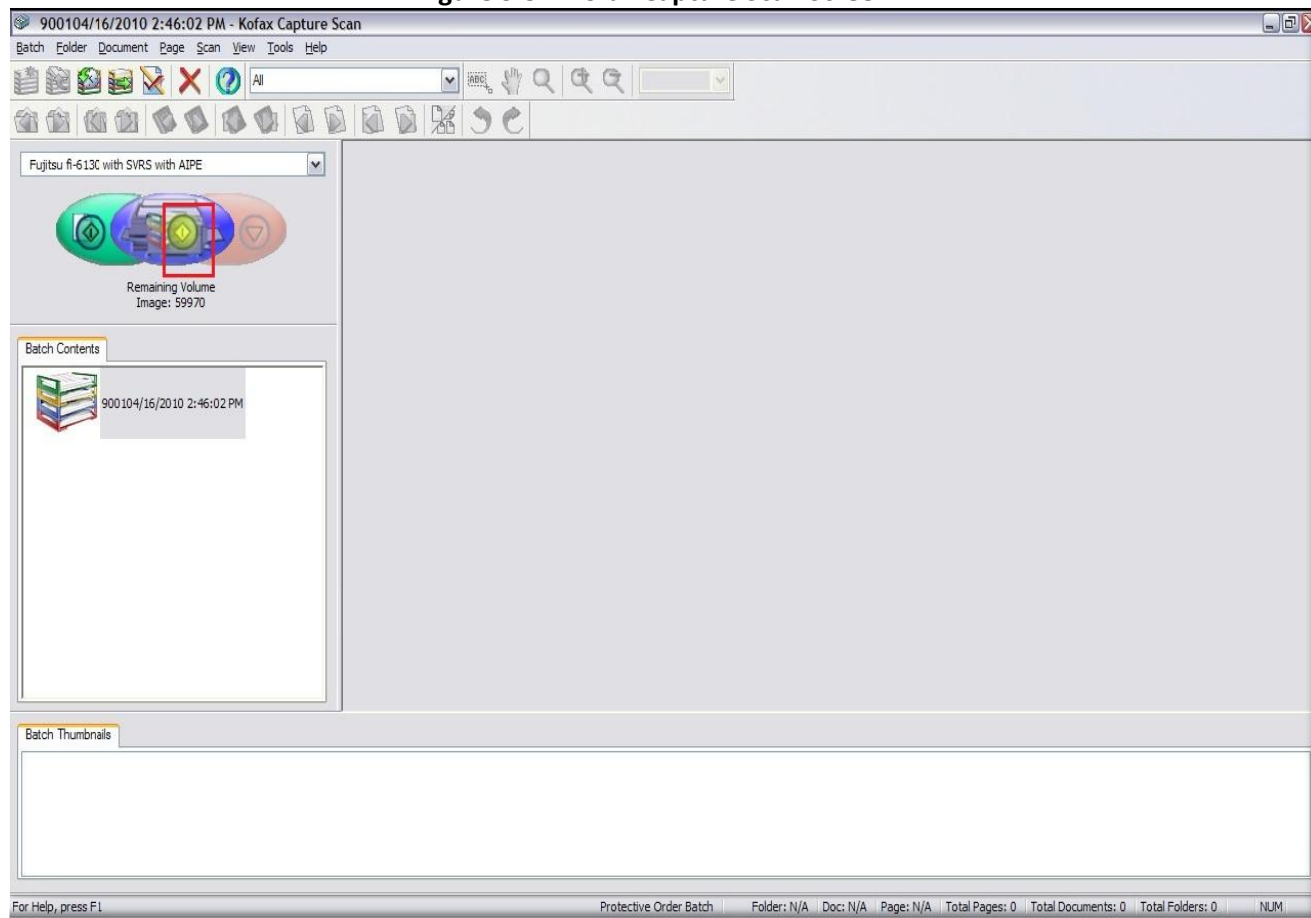 900104/16/2010 2:46:02 PM - Kofax Capture Scan
Batch Folder Document Page Scan View Tools Help
All
ABC
Fujitsu fi-6130 with SVRS with AIPE
Remaining Volume
Image: 59970
Batch Contents
900104/16/2010 2:46:02 PM
Batch Thumbnails
For Help, press F1 Protective Order Batch Folder: N/A Doc: N/A Page: N/A Total Pages: 0 Total Documents: 0 Total Folders: 0 NUM